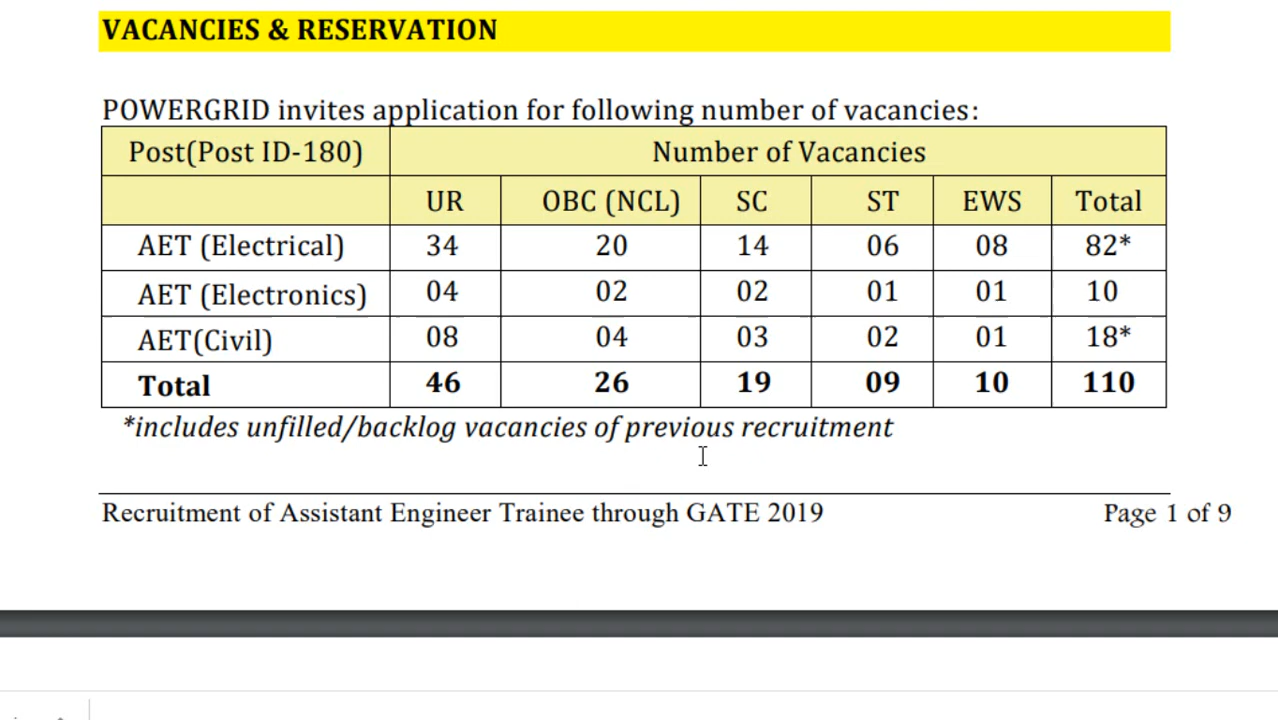 VACANCIES & RESERVATION
POWERGRID invites application for following number of vacancies:
Post(Post ID-180) Number of Vacancies
UR OBC (NCL) SC ST EWS Total
AET (Electrical) 34 20 14 06 08 82*
AET (Electronics) 04 02 02 01 01 10
AET(Civil) 08 04 03 02 01 18*
Total 46 26 19 09 10 110
*includes unfilled/backlog vacancies of previous recruitment
Recruitment of Assistant Engineer Trainee through GATE 2019 Page 1 of 9